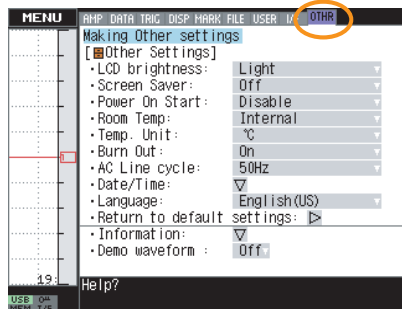 MENU
AMP DATA TRIG DISP MARK FILE USER I/ OTHR
Making Other settings
[Other Settings]
・LCD brightness: Light
・Screen Saver: Off
・Power On Start: Disable
・Room Temp: Internal
・Temp. Unit: ℃
・Burn Out: On
・AC Line cycle: 50Hz
・Date/Time: ▽
・Language: English(US)
・Return to default settings: ▷
・Information: ▽
・Demo waveform : Off
19:
Help?
USB